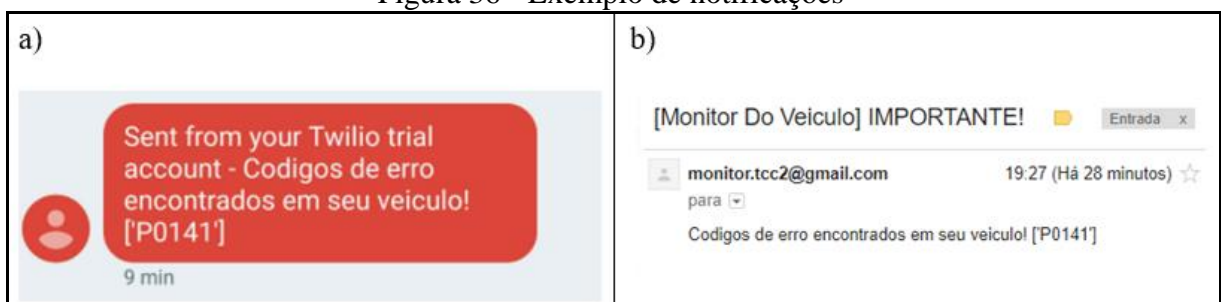 Figura 38 - Exemplo de notificações
a)
Sent from your Twilio trial
account - Codigos de erro
encontrados em seu veiculo!
['P0141']
9 min
b)
[Monitor Do Veiculo] IMPORTANTE!
Entrada x
monitor.tcc2@gmail.com 19:27 (Há 28 minutos)
para
Codigos de erro encontrados em seu veiculo! ['P0141']